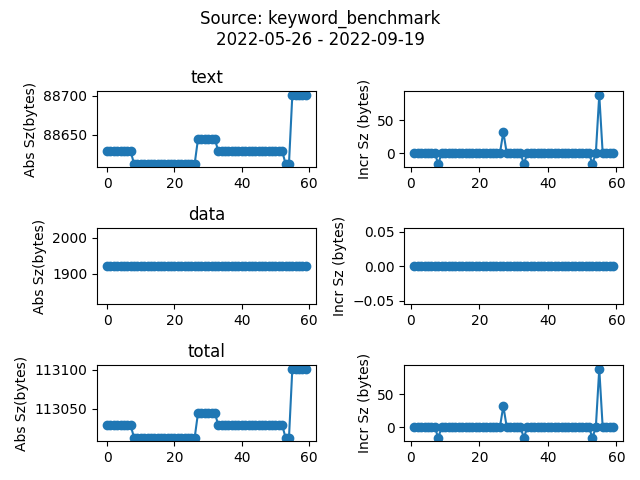 Source: keyword_benchmark
2022-05-26 - 2022-09-19
text
Abs Sz(bytes)
88700
88650
0 20 40 60
Incr Sz (bytes)
50
0
0 20 40 60
data
Abs Sz(bytes)
2000
1900
0 20 40 60
Incr Sz (bytes)
0.05
0.00
−0.05
0 20 40 60
total
Abs Sz(bytes)
113100
113050
0 20 40 60
Incr Sz (bytes)
50
0
0 20 40 60